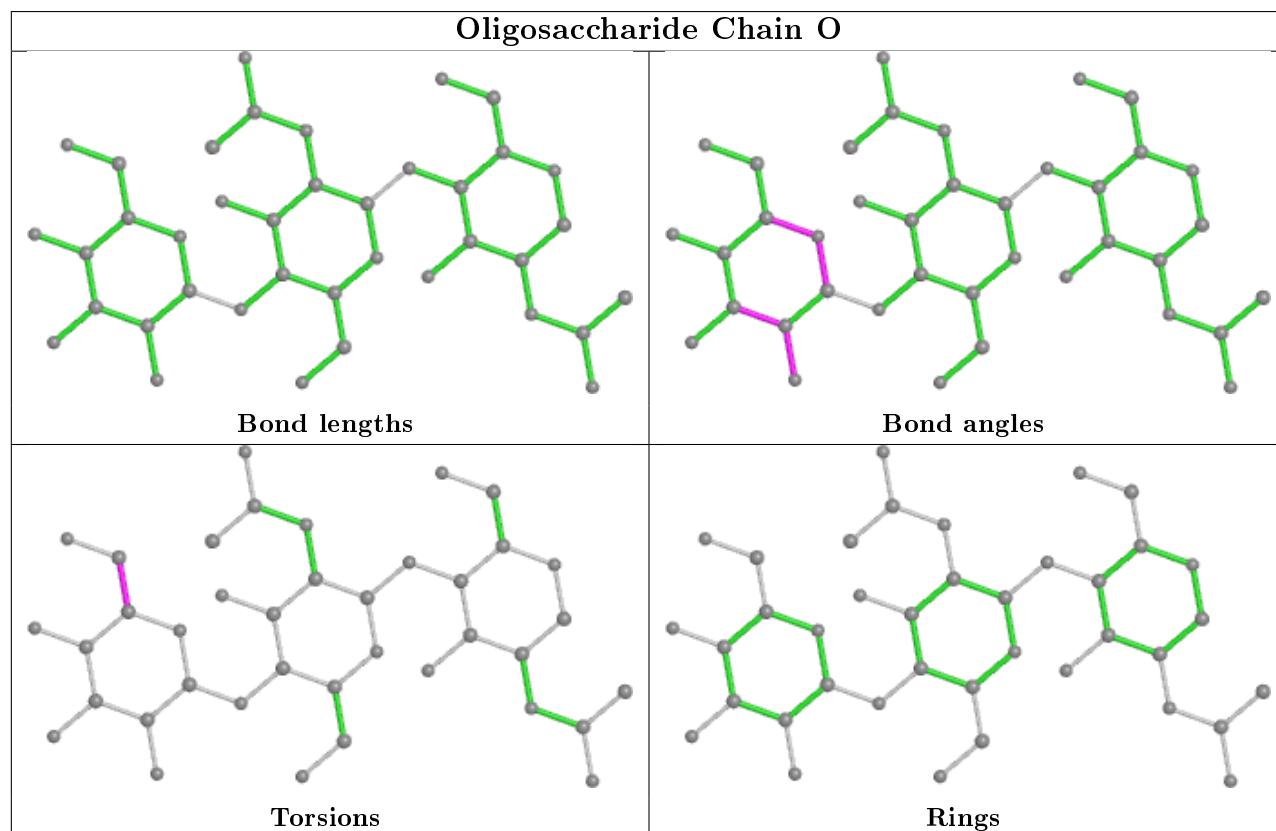 Oligosaccharide Chain O
Bond lengths
Bond angles
Torsions
Rings